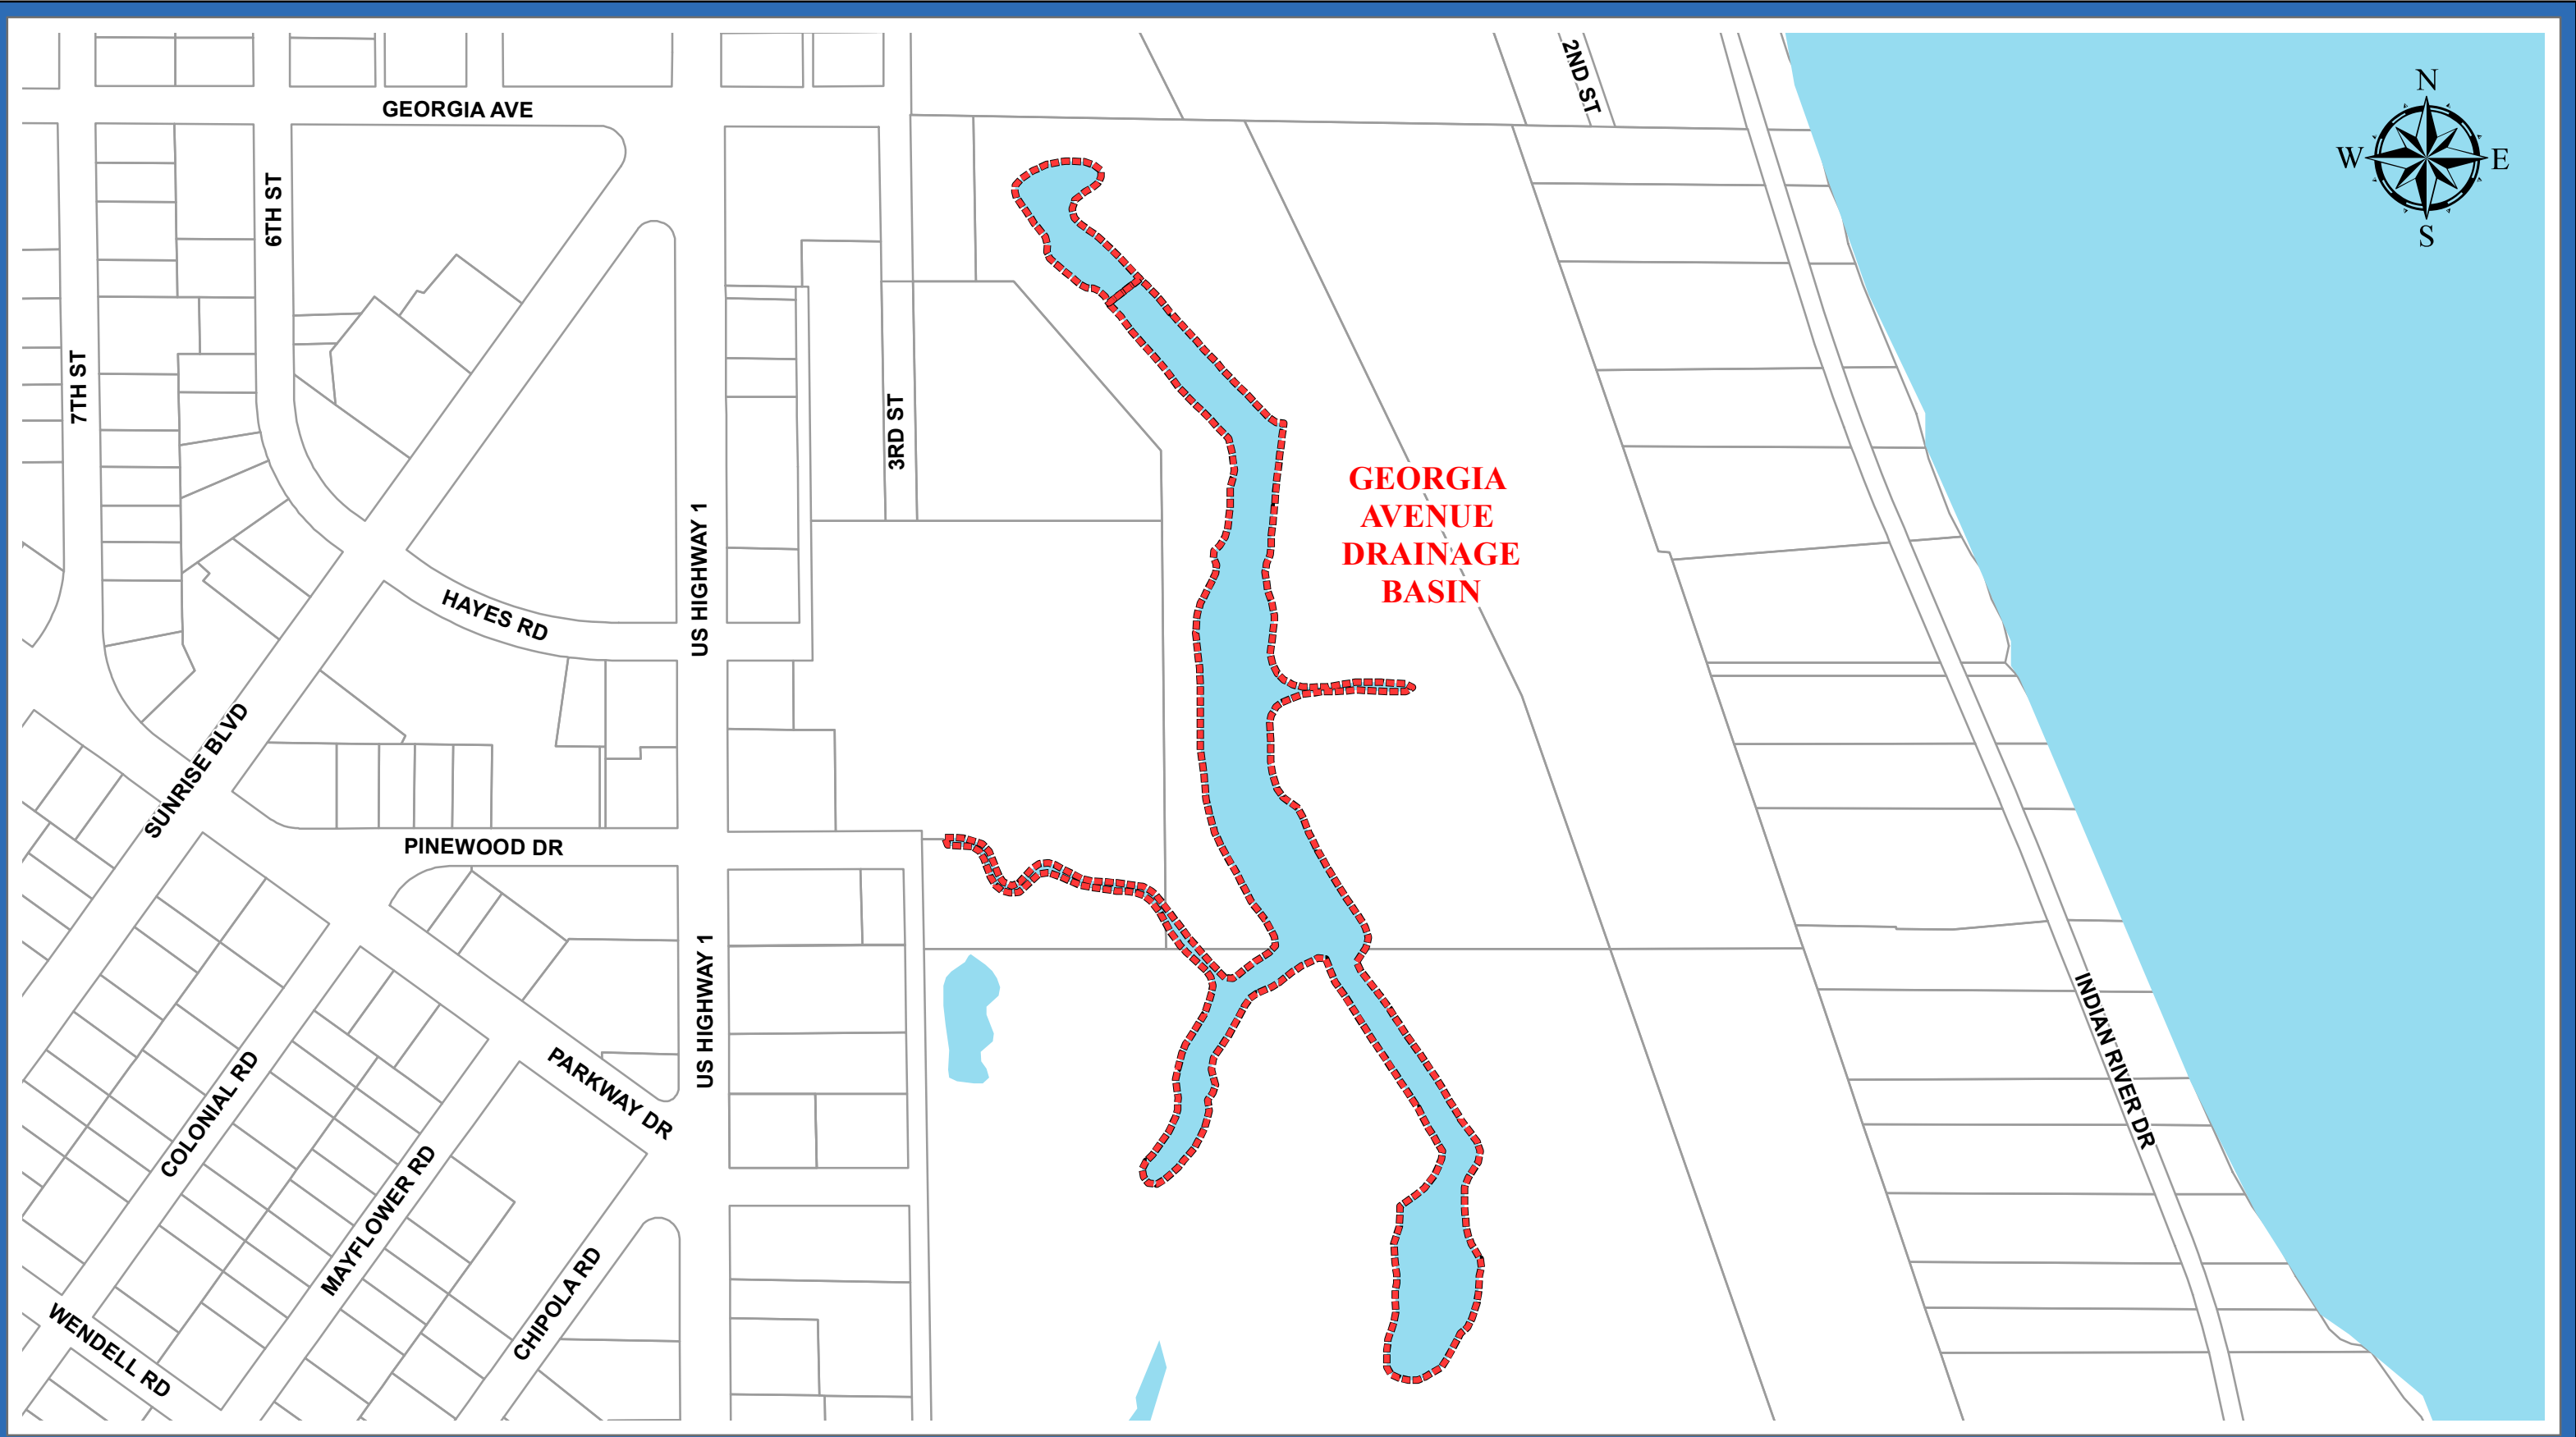 2ND ST
N
GEORGIA AVE
W
E
6TH ST
S
7TH ST
3RD ST
GEORGIA
AVENUE
DRAINAGE
BASIN
US HIGHWAY 1
HAYES RD
SUNRISE BLVD
PINEWOOD DR
US HIGHWAY 1
INDIAN RIVER DR
PARKWAY DR
COLONIAL RD
MAYFLOWER RD
CHIPOLA RD
WENDELL RD